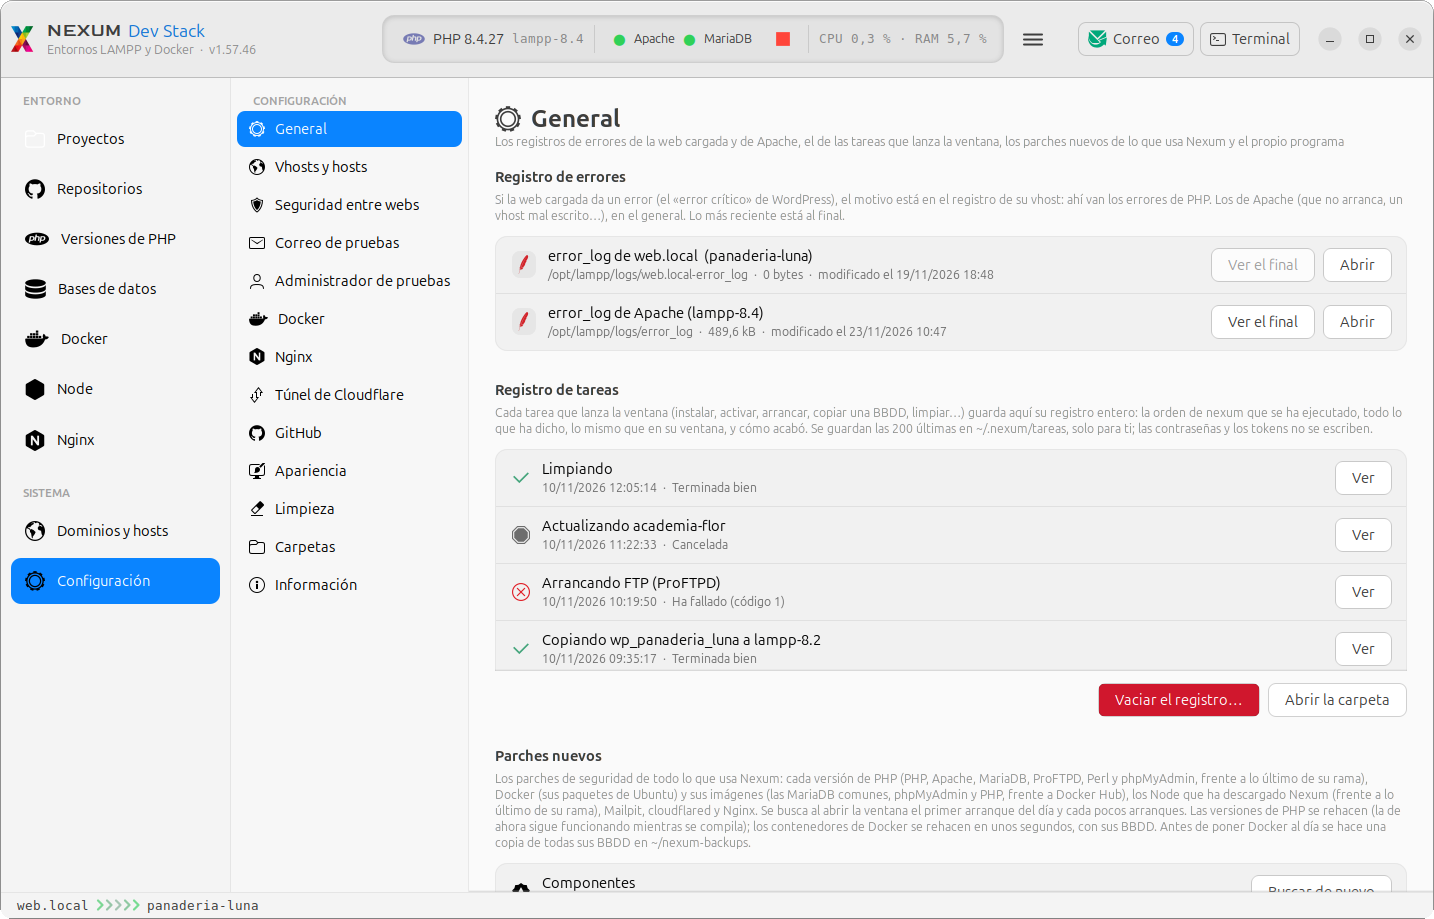 NEXUM Dev Stack
Entornos LAMPP y Docker · v1.57.46
php PHP 8.4.27 lampp-8.4
Apache MariaDB
CPU 0,3 % · RAM 5,7 %
Correo 4
Terminal
ENTORNO
Proyectos
Repositorios
php Versiones de PHP
Bases de datos
Docker
Node
Nginx
SISTEMA
Dominios y hosts
Configuración
CONFIGURACIÓN
General
Vhosts y hosts
Seguridad entre webs
Correo de pruebas
Administrador de pruebas
Docker
Nginx
Túnel de Cloudflare
GitHub
Apariencia
Limpieza
Carpetas
Información
General
Los registros de errores de la web cargada y de Apache, el de las tareas que lanza la ventana, los parches nuevos de lo que usa Nexum y el propio programa
Registro de errores
Si la web cargada da un error (el «error crítico» de WordPress), el motivo está en el registro de su vhost: ahí van los errores de PHP. Los de Apache (que no arranca, un
vhost mal escrito…), en el general. Lo más reciente está al final.
error_log de web.local (panaderia-luna)
/opt/lampp/logs/web.local-error_log · 0 bytes · modificado el 19/11/2026 18:48
Ver el final
Abrir
error_log de Apache (lampp-8.4)
/opt/lampp/logs/error_log · 489,6 kB · modificado el 23/11/2026 10:47
Ver el final
Abrir
Registro de tareas
Cada tarea que lanza la ventana (instalar, activar, arrancar, copiar una BBDD, limpiar…) guarda aquí su registro entero: la orden de nexum que se ha ejecutado, todo lo
que ha dicho, lo mismo que en su ventana, y cómo acabó. Se guardan las 200 últimas en ~/.nexum/tareas, solo para ti; las contraseñas y los tokens no se escriben.
Limpiando
10/11/2026 12:05:14 · Terminada bien
Ver
Actualizando academia-flor
10/11/2026 11:22:33 · Cancelada
Ver
Arrancando FTP (ProFTPD)
10/11/2026 10:19:50 · Ha fallado (código 1)
Ver
Copiando wp_panaderia_luna a lampp-8.2
10/11/2026 09:35:17 · Terminada bien
Ver
Vaciar el registro…
Abrir la carpeta
Parches nuevos
Los parches de seguridad de todo lo que usa Nexum: cada versión de PHP (PHP, Apache, MariaDB, ProFTPD, Perl y phpMyAdmin, frente a lo último de su rama),
Docker (sus paquetes de Ubuntu) y sus imágenes (las MariaDB comunes, phpMyAdmin y PHP, frente a Docker Hub), los Node que ha descargado Nexum (frente a lo
último de su rama), Mailpit, cloudflared y Nginx. Se busca al abrir la ventana el primer arranque del día y cada pocos arranques. Las versiones de PHP se rehacen (la de
ahora sigue funcionando mientras se compila); los contenedores de Docker se rehacen en unos segundos, con sus BBDD. Antes de poner Docker al día se hace una
copia de todas sus BBDD en ~/nexum-backups.
Componentes
Buscar de nuevo
web.local >>>>> panaderia-luna